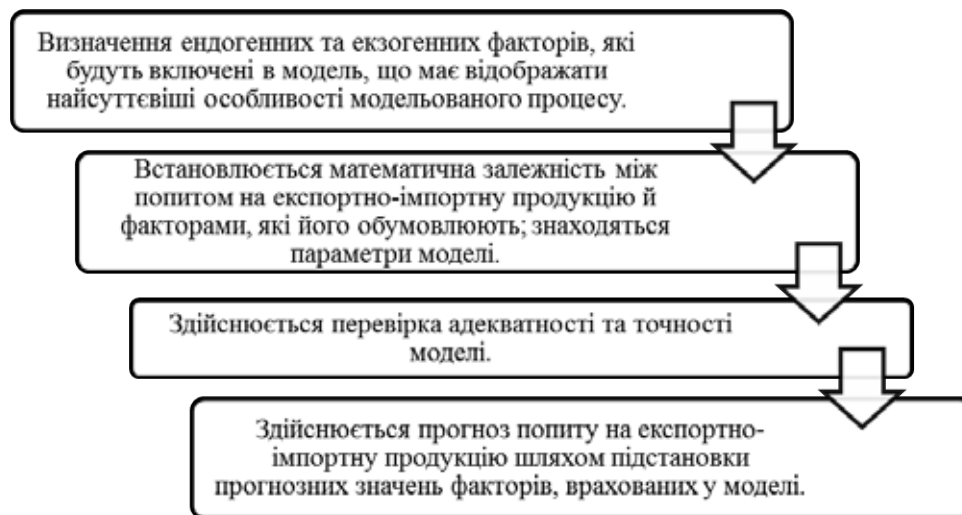 Визначення ендогенних та екзогенних факторів, які
будуть включені в модель, що має відображати
найсуттєвіші особливості модельованого процесу.
Встановлюється математична залежність між
попитом на експортно-імпортну продукцію й
факторами, які його обумовлюють; знаходяться
параметри моделі.
Здійснюється перевірка адекватності та точності
моделі.
Здійснюється прогноз попиту на експортно-
імпортну продукцію шляхом підстановки
прогнозних значень факторів, врахованих у моделі.